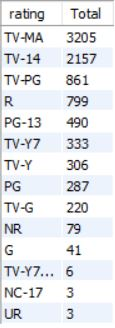 rating Total
TV-MA 3205
TV-14 2157
TV-PG 861
R 799
PG-13 490
TV-Y7 333
TV-Y 306
PG 287
TV-G 220
NR 79
G 41
TV-Y7... 6
NC-17 3
UR 3